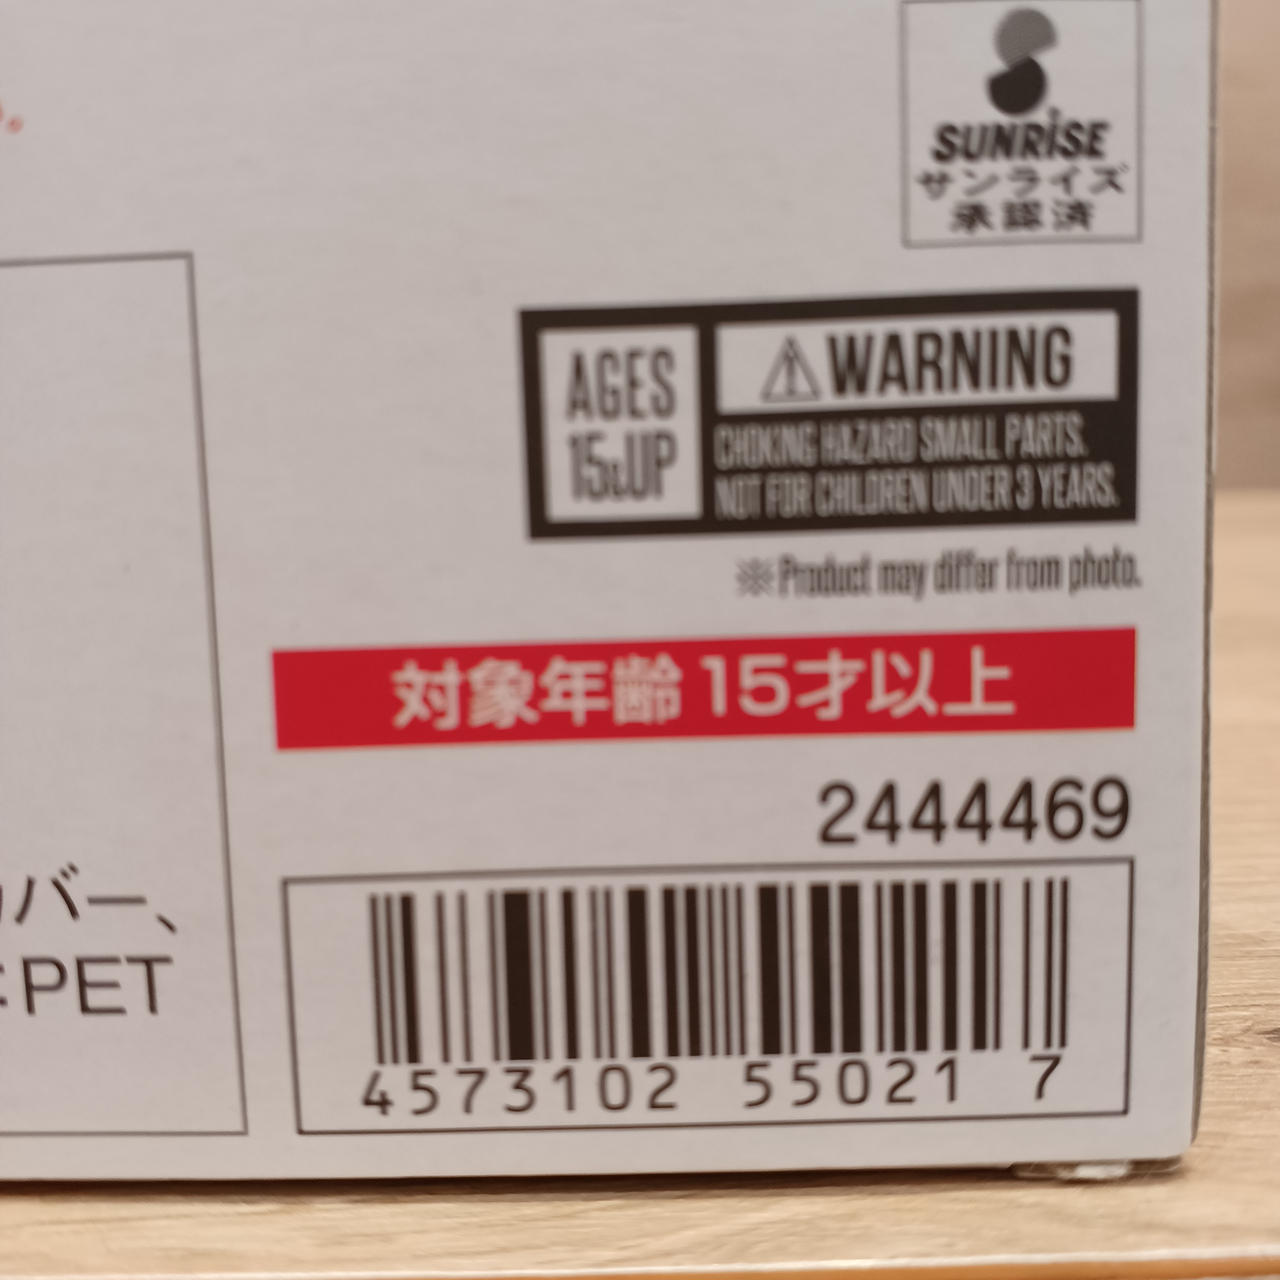 SUNRISE
サンライズ
承認済
AGES
15&UP
⚠WARNING
CHOKING HAZARD SMALL PARTS.
NOT FOR CHILDREN UNDER 3 YEARS.
※Product may differ from photo.
対象年齢 15才以上
2444469
バー、
:PET
4573102 55021 7